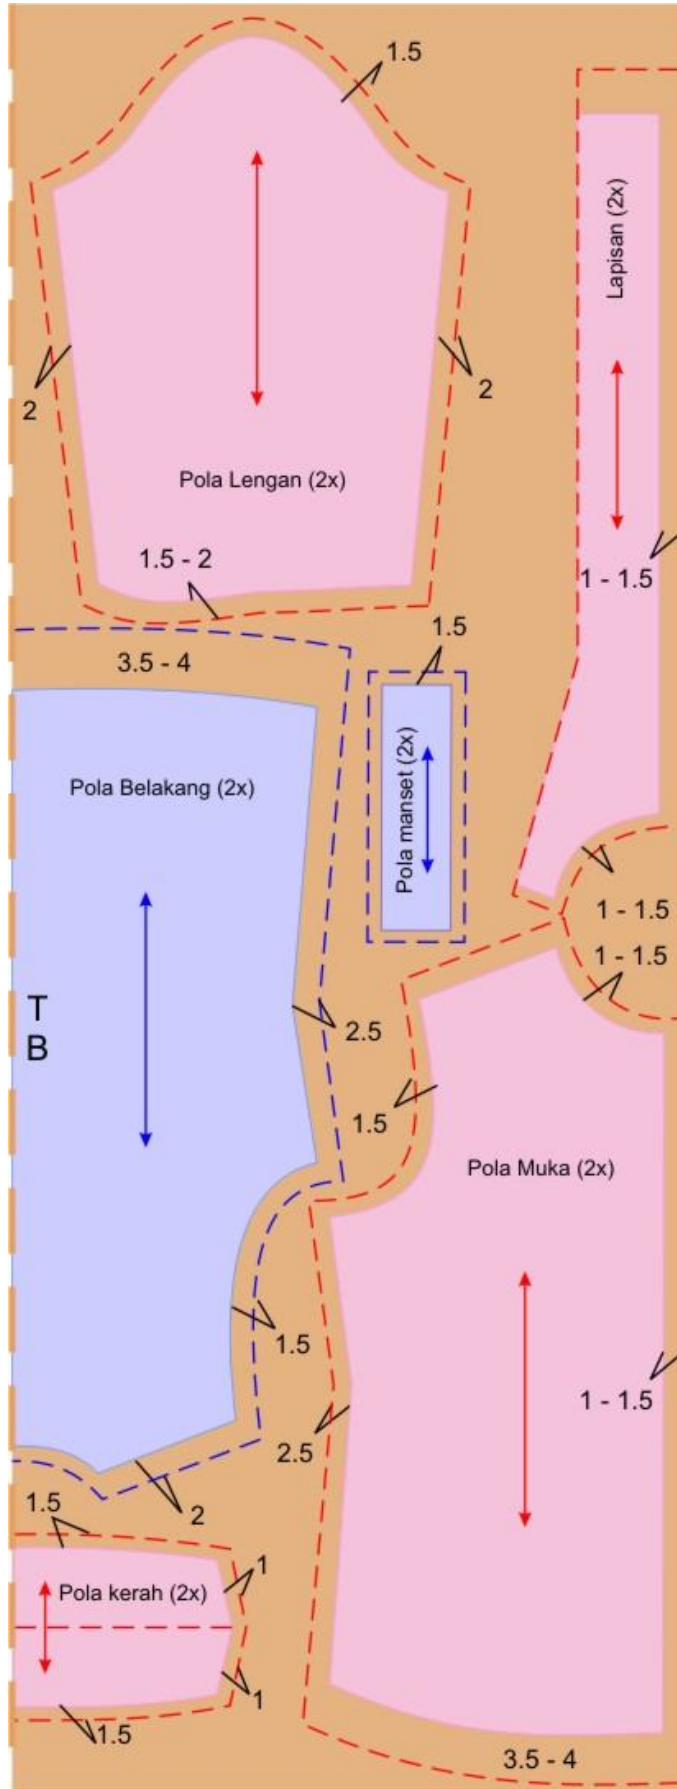 1.5
Lapisan (2x)
2
2
Pola Lengan (2x)
1.5 - 2
1 - 1.5
1.5
3.5 - 4
Pola manset (2x)
Pola Belakang (2x)
1 - 1.5
1 - 1.5
T
B
2.5
1.5
Pola Muka (2x)
1.5
1 - 1.5
2.5
1.5
2
1
Pola kerah (2x)
1
1.5
3.5 - 4